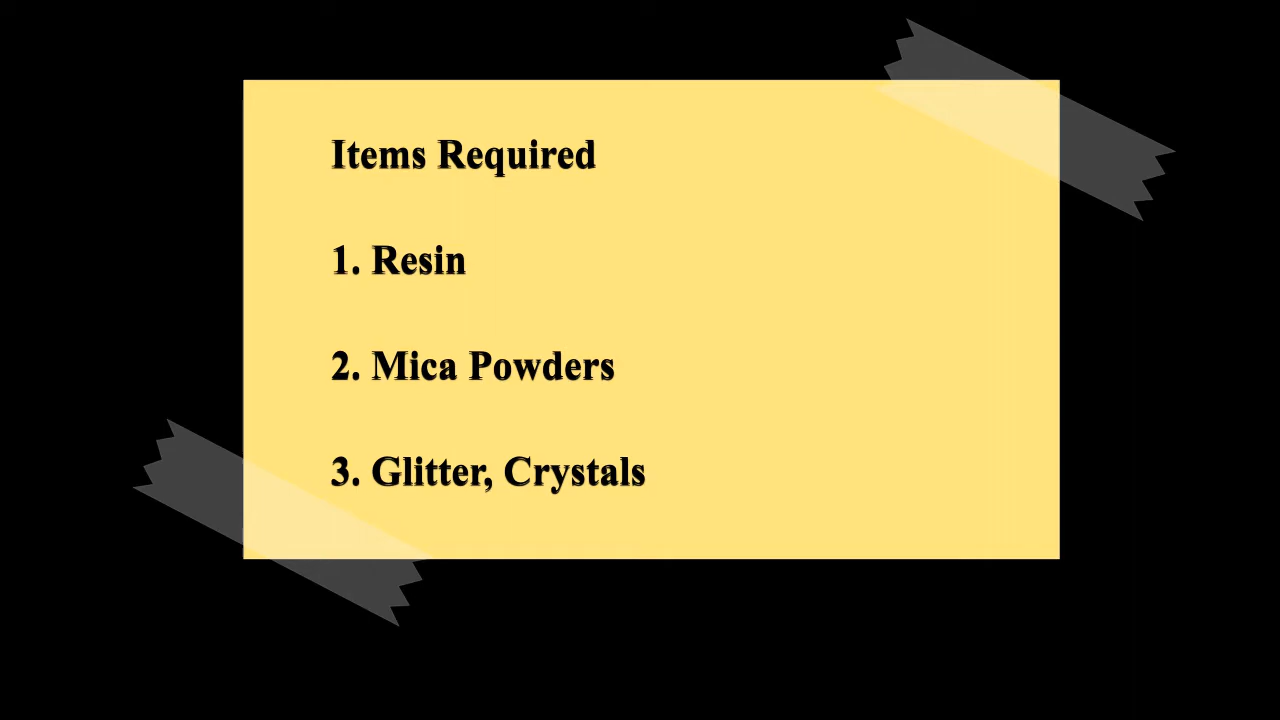 Items Required
1. Resin
2. Mica Powders
3. Glitter, Crystals